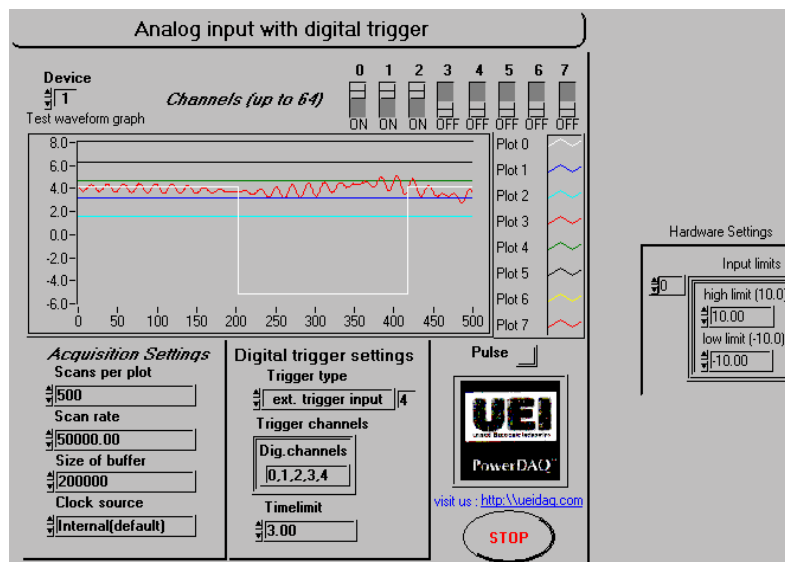 Analog input with digital trigger
Device
1
Channels (up to 64)
0 1 2 3 4 5 6 7
ON ON ON OFF OFF OFF OFF OFF
Test waveform graph
8.0
6.0
4.0
2.0
0.0
-2.0
-4.0
-6.0
0 50 100 150 200 250 300 350 400 450 500
Plot 0
Plot 1
Plot 2
Plot 3
Plot 4
Plot 5
Plot 6
Plot 7
Hardware Settings
Input limits
0
high limit (10.0)
10.00
low limit (-10.0)
-10.00
Acquisition Settings
Scans per plot
500
Scan rate
50000.00
Size of buffer
200000
Clock source
Internal(default)
Digital trigger settings
Trigger type
ext. trigger input 4
Trigger channels
Dig.channels
0,1,2,3,4
Timelimit
3.00
Pulse
UEI
United Electronic Industries
PowerDAQ™
visit us : http:\\ueidaq.com
STOP